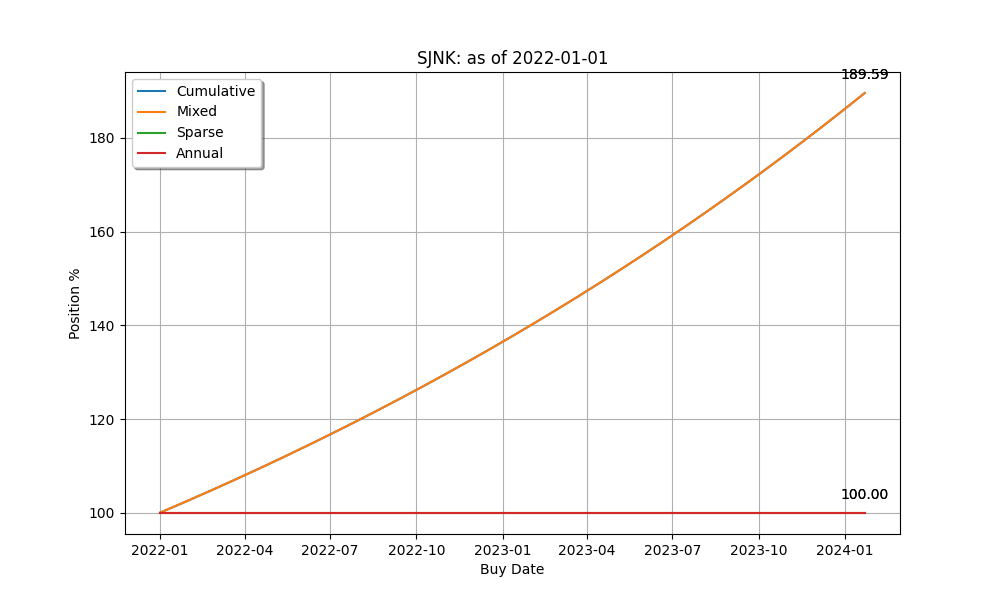 SJNK: as of 2022-01-01
189.59
Cumulative
Mixed
Sparse
Annual
180
160
140
120
100
Position %
100.00
2022-01 2022-04 2022-07 2022-10 2023-01 2023-04 2023-07 2023-10 2024-01
Buy Date